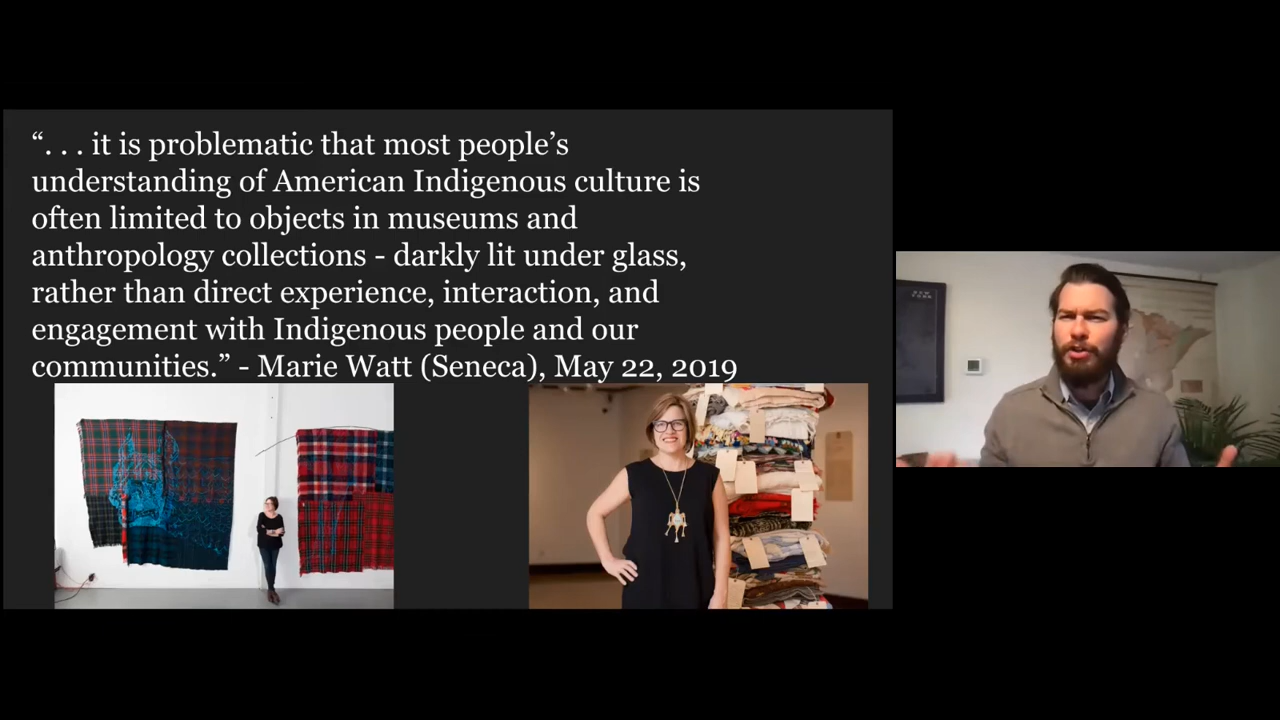 “. . . it is problematic that most people’s
understanding of American Indigenous culture is
often limited to objects in museums and
anthropology collections - darkly lit under glass,
rather than direct experience, interaction, and
engagement with Indigenous people and our
communities.” - Marie Watt (Seneca), May 22, 2019
NEW
YORK